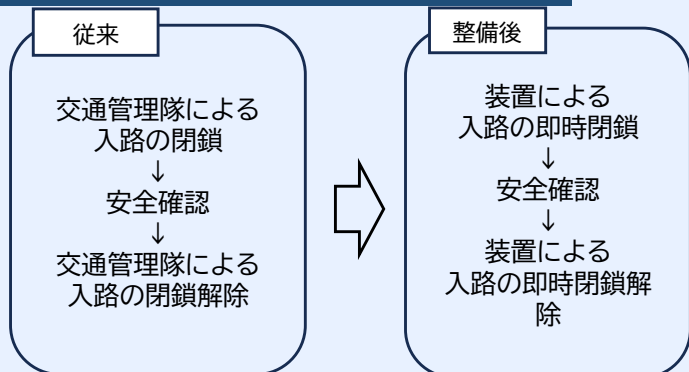 従来
交通管理隊による
入路の閉鎖
↓
安全確認
↓
交通管理隊による
入路の閉鎖解除
整備後
装置による
入路の即時閉鎖
↓
安全確認
↓
装置による
入路の即時閉鎖解
除